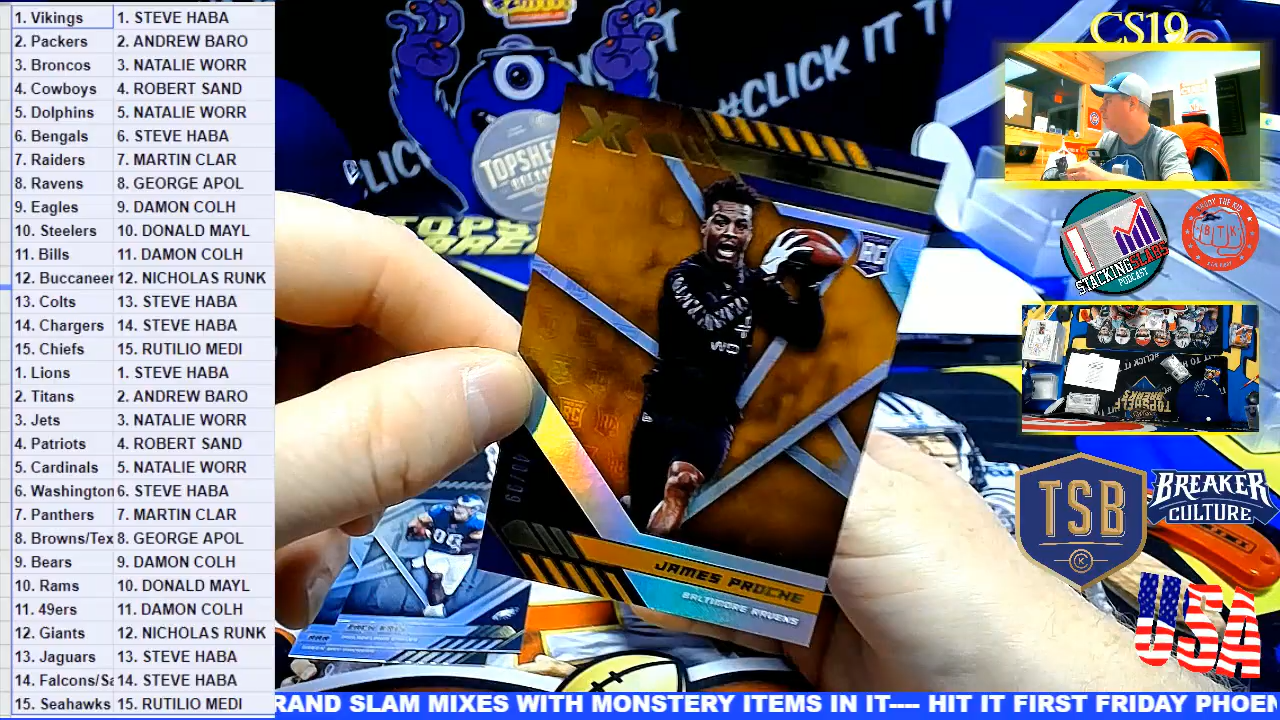 1. Vikings 1. STEVE HABA
2. Packers 2. ANDREW BARO
3. Broncos 3. NATALIE WORR
4. Cowboys 4. ROBERT SAND
5. Dolphins 5. NATALIE WORR
6. Bengals 6. STEVE HABA
7. Raiders 7. MARTIN CLAR
8. Ravens 8. GEORGE APOL
9. Eagles 9. DAMON COLH
10. Steelers 10. DONALD MAYL
11. Bills 11. DAMON COLH
12. Buccaneer 12. NICHOLAS RUNK
13. Colts 13. STEVE HABA
14. Chargers 14. STEVE HABA
15. Chiefs 15. RUTILIO MEDI
1. Lions 1. STEVE HABA
2. Titans 2. ANDREW BARO
3. Jets 3. NATALIE WORR
4. Patriots 4. ROBERT SAND
5. Cardinals 5. NATALIE WORR
6. Washington 6. STEVE HABA
7. Panthers 7. MARTIN CLAR
8. Browns/Tex 8. GEORGE APOL
9. Bears 9. DAMON COLH
10. Rams 10. DONALD MAYL
11. 49ers 11. DAMON COLH
12. Giants 12. NICHOLAS RUNK
13. Jaguars 13. STEVE HABA
14. Falcons/Sa 14. STEVE HABA
15. Seahawks 15. RUTILIO MEDI
#CLICK IT TO
TOPSHELF
XR
RC
WO
JAMES PROCHE
BALTIMORE RAVENS
CS19
STACKING SLABS
PODCAST
BTK
TSB
BREAKER
CULTURE
USA
RAND SLAM MIXES WITH MONSTERY ITEMS IN IT---- HIT IT FIRST FRIDAY PHOEN